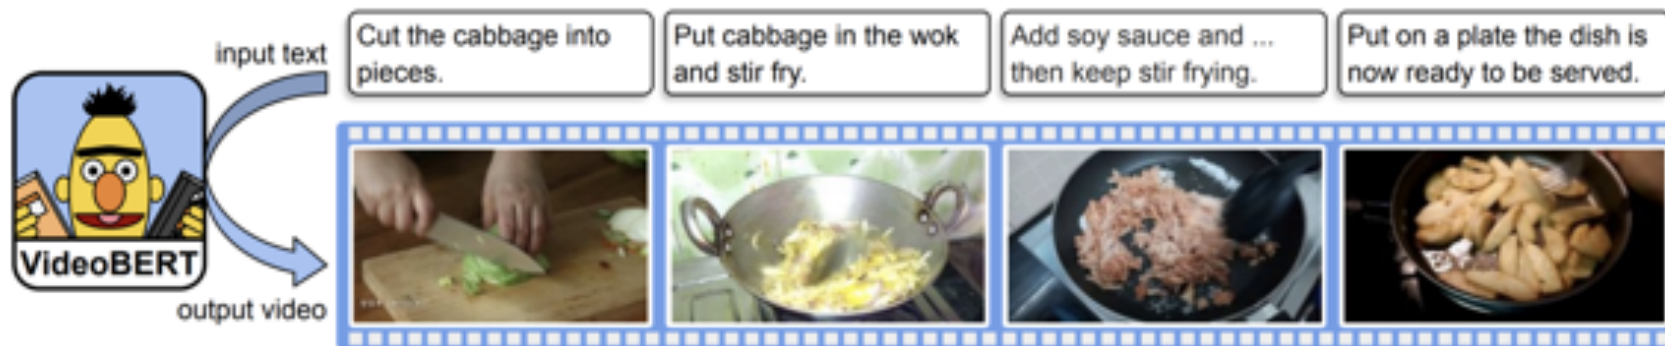 input text
Cut the cabbage into
pieces.
Put cabbage in the wok
and stir fry.
Add soy sauce and ...
then keep stir frying.
Put on a plate the dish is
now ready to be served.
VideoBERT
output video